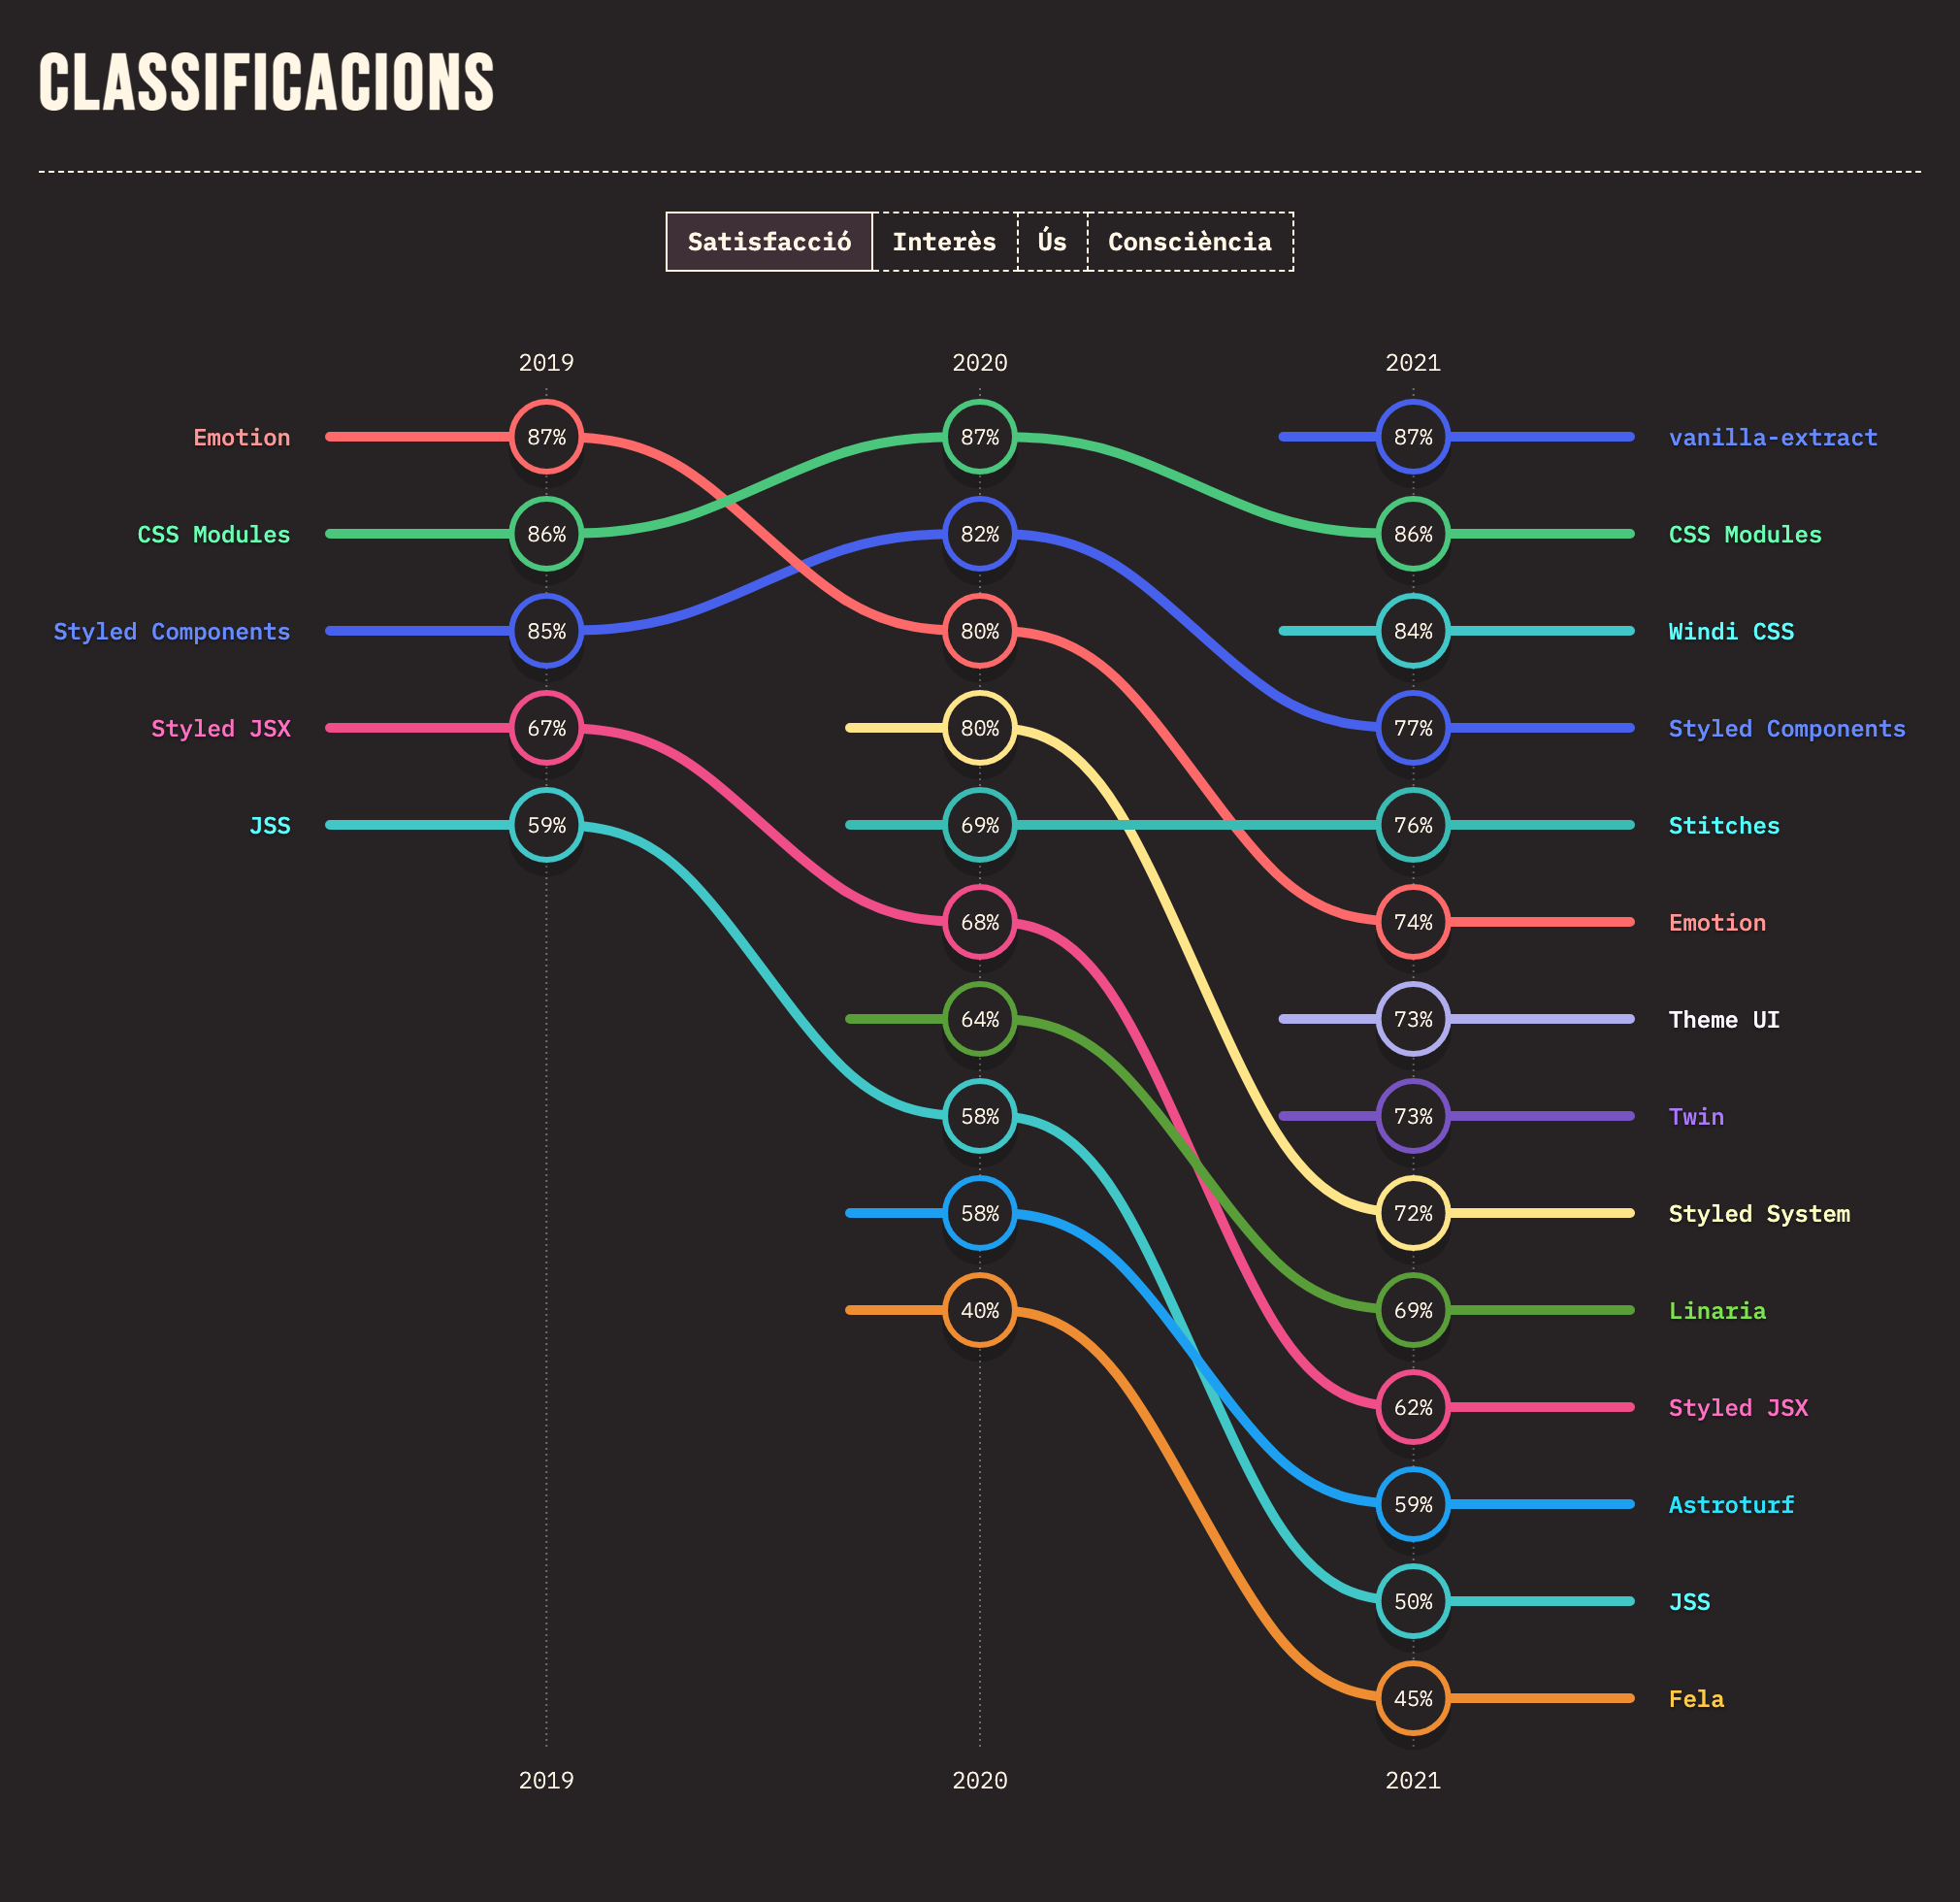 CLASSIFICACIONS
Satisfacció Interès Ús Consciència
2019 2020 2021
Emotion 87% 87% 87% vanilla-extract
CSS Modules 86% 82% 86% CSS Modules
Styled Components 85% 80% 84% Windi CSS
Styled JSX 67% 80% 77% Styled Components
JSS 59% 69% 76% Stitches
68% 74% Emotion
64% 73% Theme UI
58% 73% Twin
58% 72% Styled System
40% 69% Linaria
62% Styled JSX
59% Astroturf
50% JSS
45% Fela
2019 2020 2021